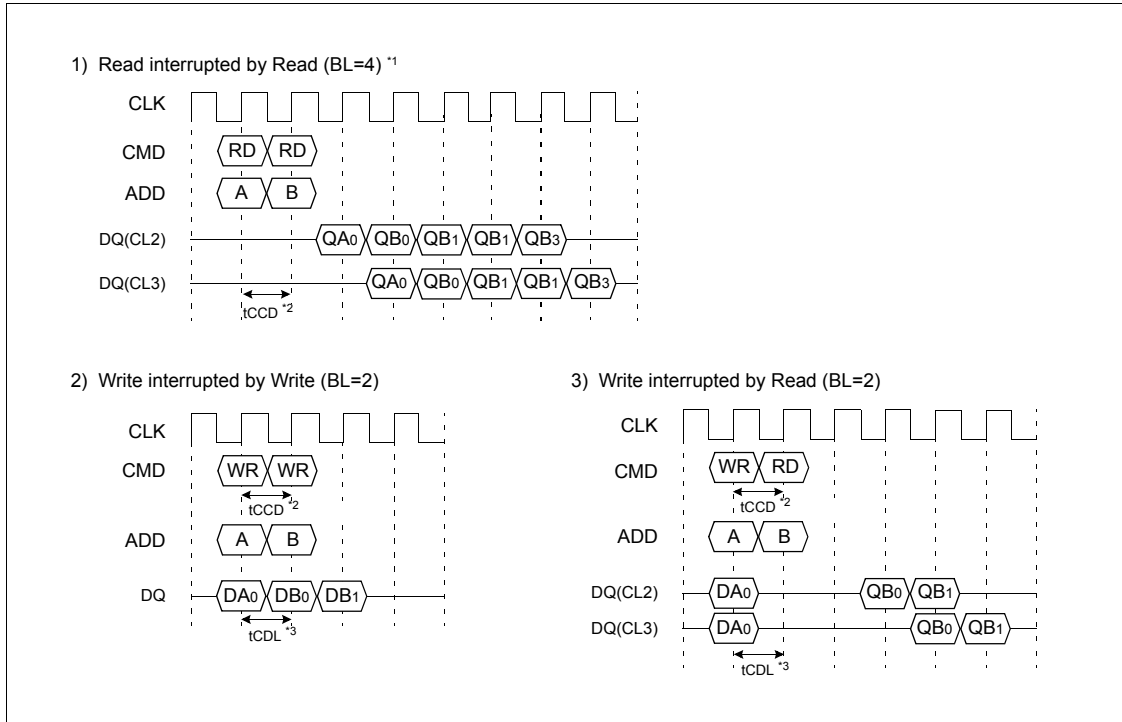 1) Read interrupted by Read (BL=4) *1
CLK
CMD RD RD
ADD A B
DQ(CL2) QA0 QB0 QB1 QB1 QB3
DQ(CL3) QA0 QB0 QB1 QB1 QB3
tCCD *2
2) Write interrupted by Write (BL=2)
CLK
CMD WR WR
tCCD *2
ADD A B
DQ DA0 DB0 DB1
tCDL *3
3) Write interrupted by Read (BL=2)
CLK
CMD WR RD
tCCD *2
ADD A B
DQ(CL2) DA0 QB0 QB1
DQ(CL3) DA0 QB0 QB1
tCDL *3